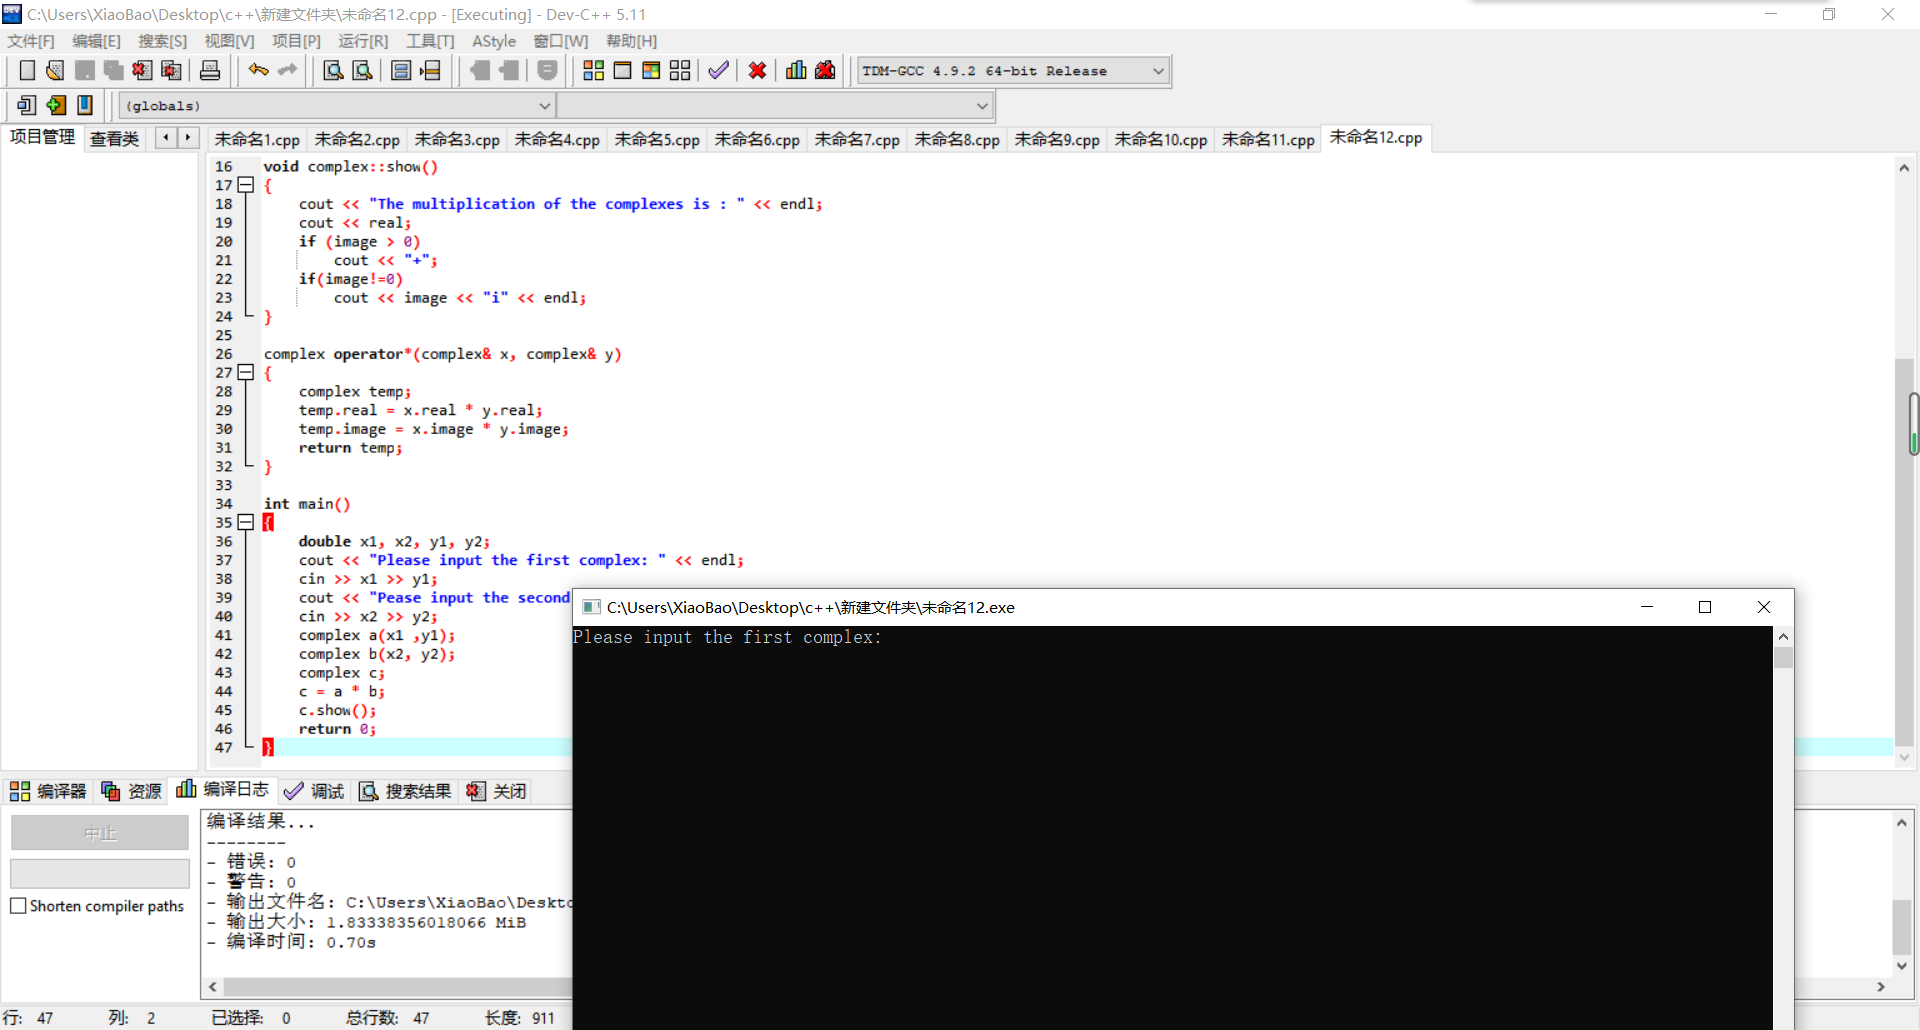 C:\Users\XiaoBao\Desktop\c++\新建文件夹\未命名12.cpp - [Executing] - Dev-C++ 5.11
文件[F] 编辑[E] 搜索[S] 视图[V] 项目[P] 运行[R] 工具[T] AStyle 窗口[W] 帮助[H]
TDM-GCC 4.9.2 64-bit Release
(globals)
项目管理 查看类 未命名1.cpp 未命名2.cpp 未命名3.cpp 未命名4.cpp 未命名5.cpp 未命名6.cpp 未命名7.cpp 未命名8.cpp 未命名9.cpp 未命名10.cpp 未命名11.cpp 未命名12.cpp
16 void complex::show()
17 {
18 cout << "The multiplication of the complexes is : " << endl;
19 cout << real;
20 if (image > 0)
21 cout << "+";
22 if(image!=0)
23 cout << image << "i" << endl;
24 }
25
26 complex operator*(complex& x, complex& y)
27 {
28 complex temp;
29 temp.real = x.real * y.real;
30 temp.image = x.image * y.image;
31 return temp;
32 }
33
34 int main()
35 {
36 double x1, x2, y1, y2;
37 cout << "Please input the first complex: " << endl;
38 cin >> x1 >> y1;
39 cout << "Pease input the second
40 cin >> x2 >> y2;
41 complex a(x1 ,y1);
42 complex b(x2, y2);
43 complex c;
44 c = a * b;
45 c.show();
46 return 0;
47 }
C:\Users\XiaoBao\Desktop\c++\新建文件夹\未命名12.exe
Please input the first complex:
编译器 资源 编译日志 调试 搜索结果 关闭
中止
Shorten compiler paths
编译结果...
--------
- 错误: 0
- 警告: 0
- 输出文件名: C:\Users\XiaoBao\Deskto
- 输出大小: 1.83338356018066 MiB
- 编译时间: 0.70s
行: 47 列: 2 已选择: 0 总行数: 47 长度: 911